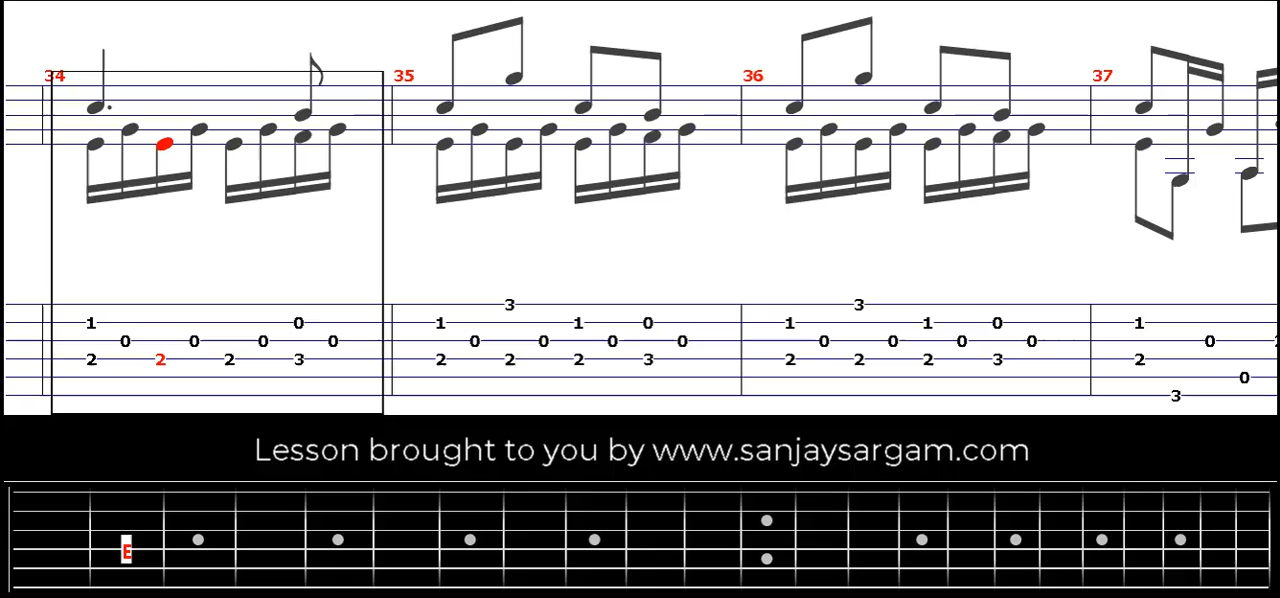 34 35 36 37
3 3
1 0 1 1 0 1 1 0 1
0 0 0 0 0 0 0 0 0 0 0 0 0
2 2 2 3 2 2 2 3 2 2 2 3 2
0
3
Lesson brought to you by www.sanjaysargam.com
E